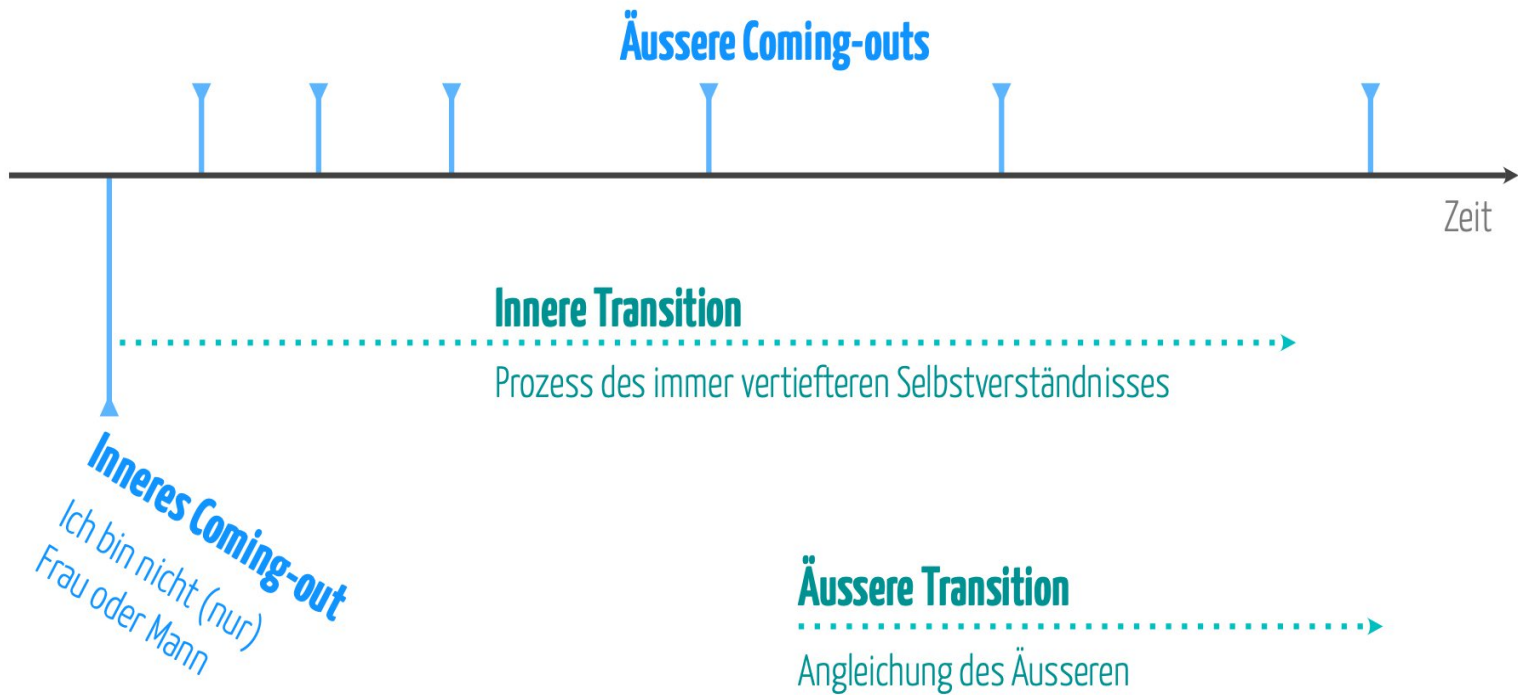 Äussere Coming-outs
Zeit
Innere Transition
Prozess des immer vertiefteren Selbstverständnisses
Inneres Coming-out
Ich bin nicht (nur)
Frau oder Mann
Äussere Transition
Angleichung des Äusseren